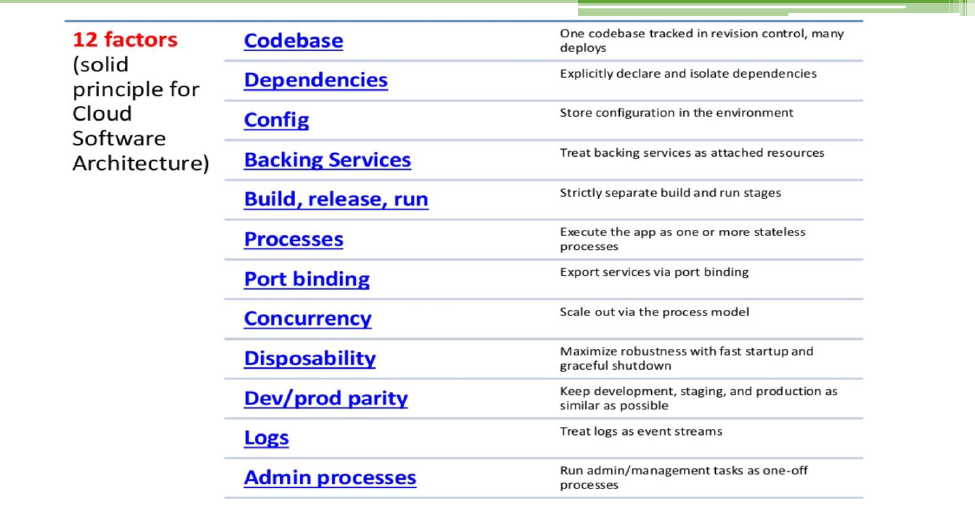 12 factors
(solid
principle for
Cloud
Software
Architecture)
Codebase
One codebase tracked in revision control, many
deploys
Dependencies
Explicitly declare and isolate dependencies
Config
Store configuration in the environment
Backing Services
Treat backing services as attached resources
Build, release, run
Strictly separate build and run stages
Processes
Execute the app as one or more stateless
processes
Port binding
Export services via port binding
Concurrency
Scale out via the process model
Disposability
Maximize robustness with fast startup and
graceful shutdown
Dev/prod parity
Keep development, staging, and production as
similar as possible
Logs
Treat logs as event streams
Admin processes
Run admin/management tasks as one-off
processes